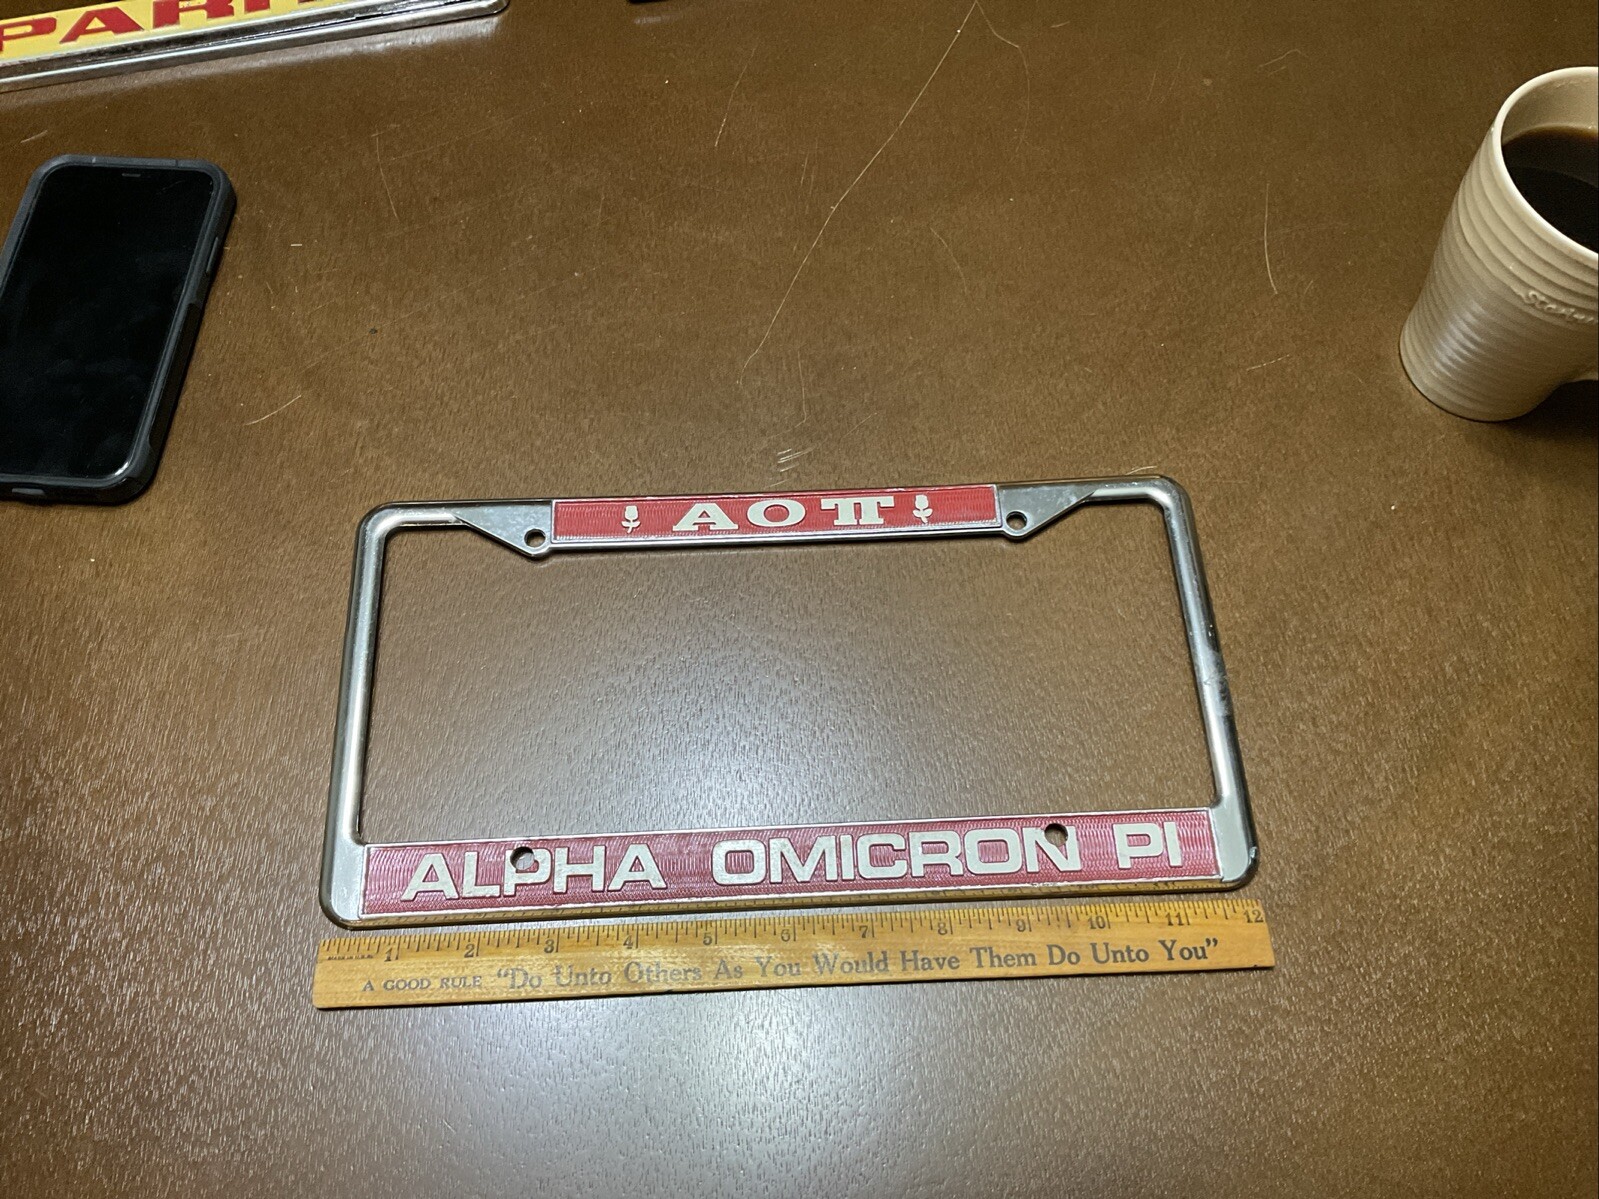 ΑΟΠ
ALPHA OMICRON PI
1 2 3 4 5 6 7 8 9 10 11 12
A GOOD RULE "Do Unto Others As You Would Have Them Do Unto You"